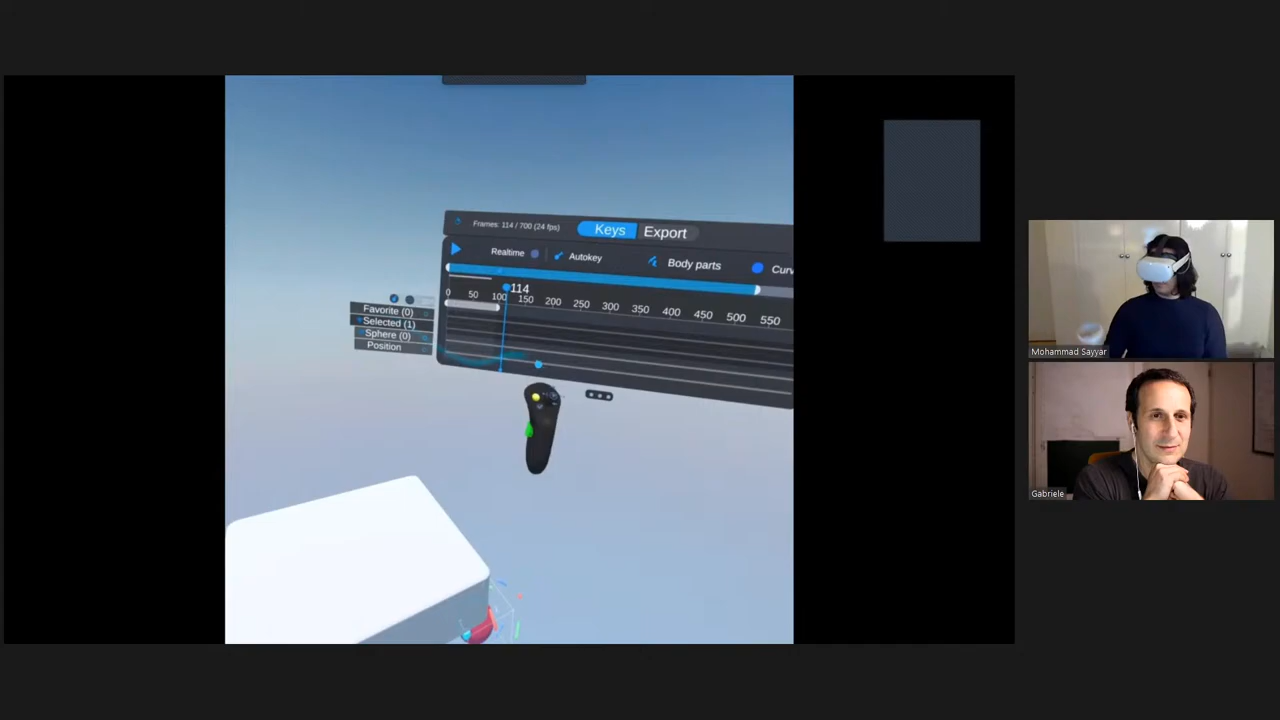 Frames: 114 / 700 (24 fps)
Keys
Export
Realtime
Autokey
Body parts
Curv
114
0 50 100 150 200 250 300 350 400 450 500 550
Favorite (0)
Selected (1)
Sphere (0)
Position
Mohammad Sayyar
Gabriele